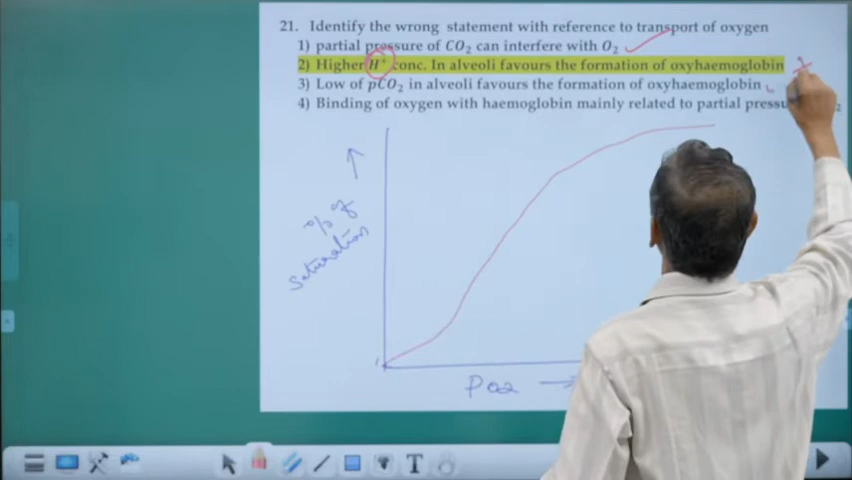 21. Identify the wrong statement with reference to transport of oxygen
1) partial pressure of CO₂ can interfere with O₂
2) Higher H⁺ conc. In alveoli favours the formation of oxyhaemoglobin
3) Low of pCO₂ in alveoli favours the formation of oxyhaemoglobin
4) Binding of oxygen with haemoglobin mainly related to partial
% of
saturation
PO2
T